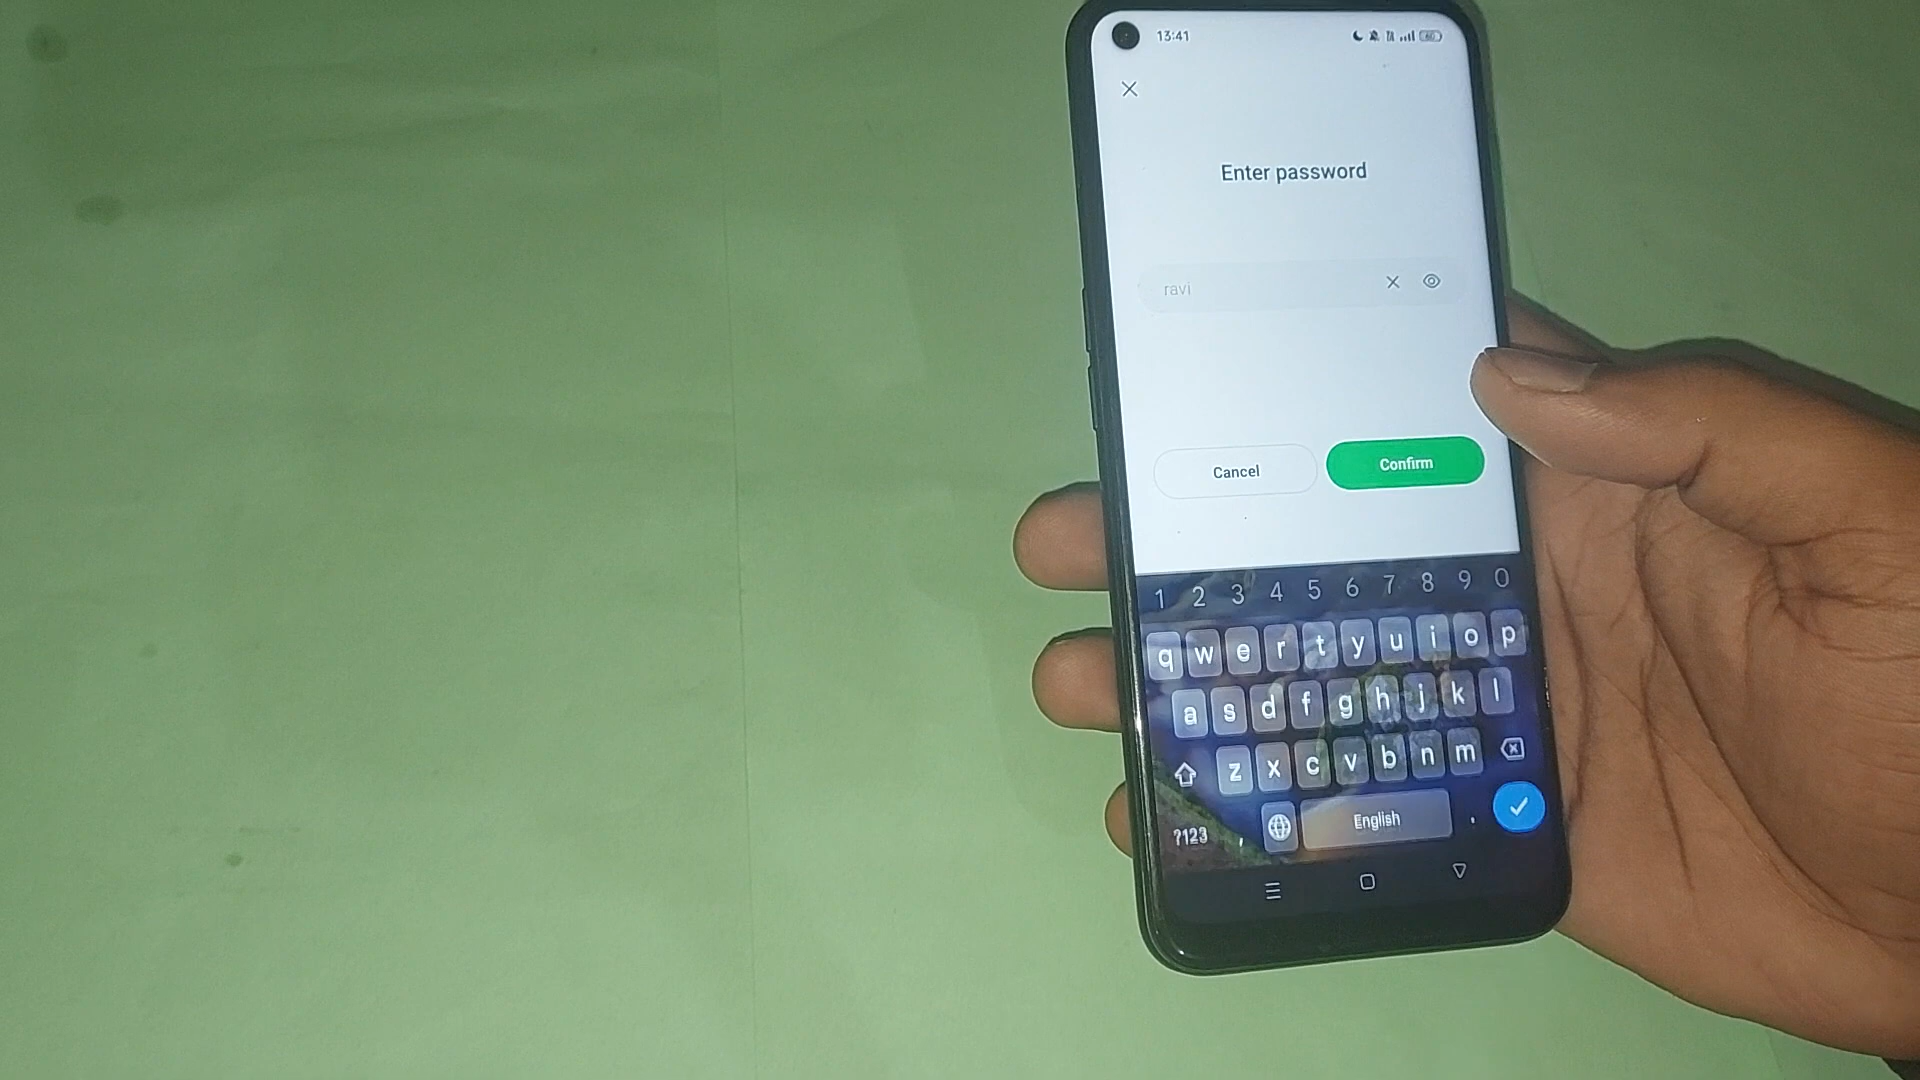 13:41
Enter password
ravi
Cancel Confirm
1 2 3 4 5 6 7 8 9 0
q w e r t y u i o p
a s d f g h j k l
z x c v b n m
?123 , English .